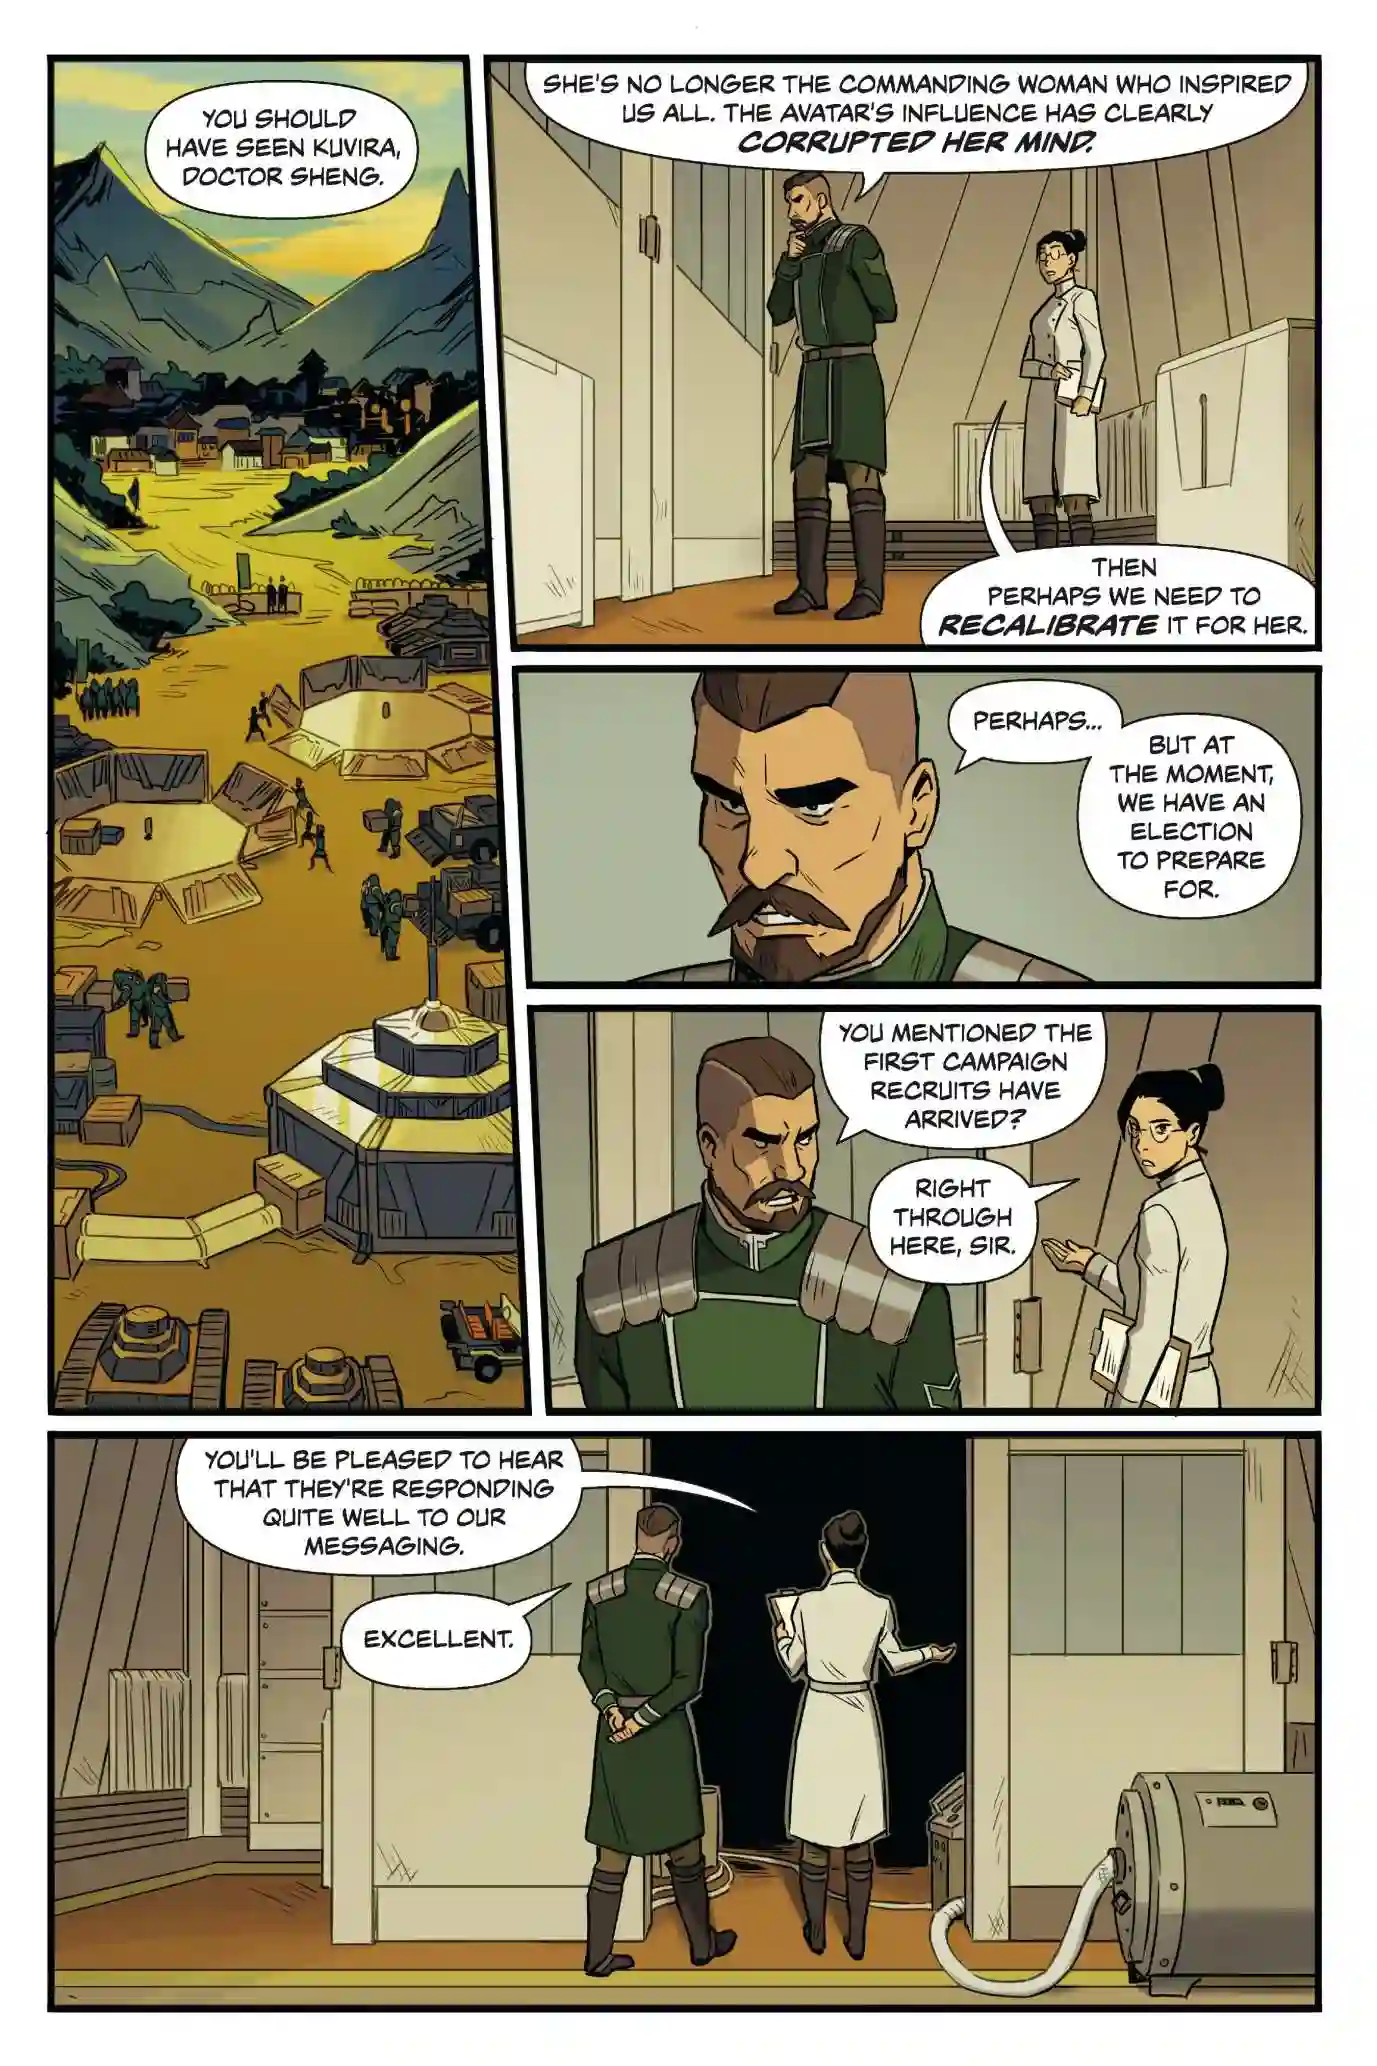 YOU SHOULD
HAVE SEEN KUVIRA,
DOCTOR SHENG.
SHE'S NO LONGER THE COMMANDING WOMAN WHO INSPIRED
US ALL. THE AVATAR'S INFLUENCE HAS CLEARLY
CORRUPTED HER MIND.
THEN
PERHAPS WE NEED TO
RECALIBRATE IT FOR HER.
PERHAPS...
BUT AT
THE MOMENT,
WE HAVE AN
ELECTION
TO PREPARE
FOR.
YOU MENTIONED THE
FIRST CAMPAIGN
RECRUITS HAVE
ARRIVED?
RIGHT
THROUGH
HERE, SIR.
YOU'LL BE PLEASED TO HEAR
THAT THEY'RE RESPONDING
QUITE WELL TO OUR
MESSAGING.
EXCELLENT.